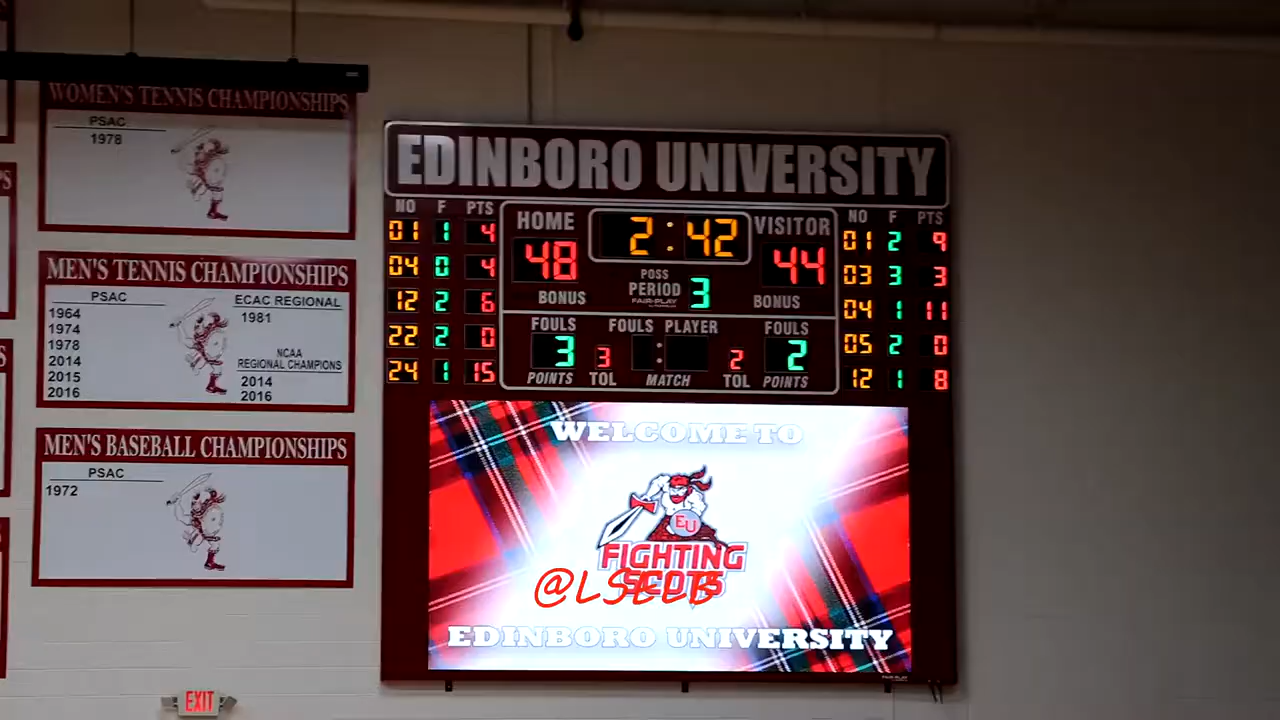 WOMEN'S TENNIS CHAMPIONSHIPS
PSAC
1978
MEN'S TENNIS CHAMPIONSHIPS
PSAC
1964
1974
1978
2014
2015
2016
ECAC REGIONAL
1981
NCAA
REGIONAL CHAMPIONS
2014
2016
MEN'S BASEBALL CHAMPIONSHIPS
PSAC
1972
EXIT
EDINBORO UNIVERSITY
NO F PTS
01 1 4
04 0 4
12 2 6
22 2 0
24 1 15
HOME 2:42 VISITOR
48 44
POSS
PERIOD 3
FAIR-PLAY
BONUS BONUS
FOULS FOULS PLAYER FOULS
3 3 : 2 2
POINTS TOL MATCH TOL POINTS
NO F PTS
01 2 9
03 3 3
04 1 11
05 2 0
12 1 8
WELCOME TO
EU
FIGHTING
SCOTS
EDINBORO UNIVERSITY
FAIR-PLAY